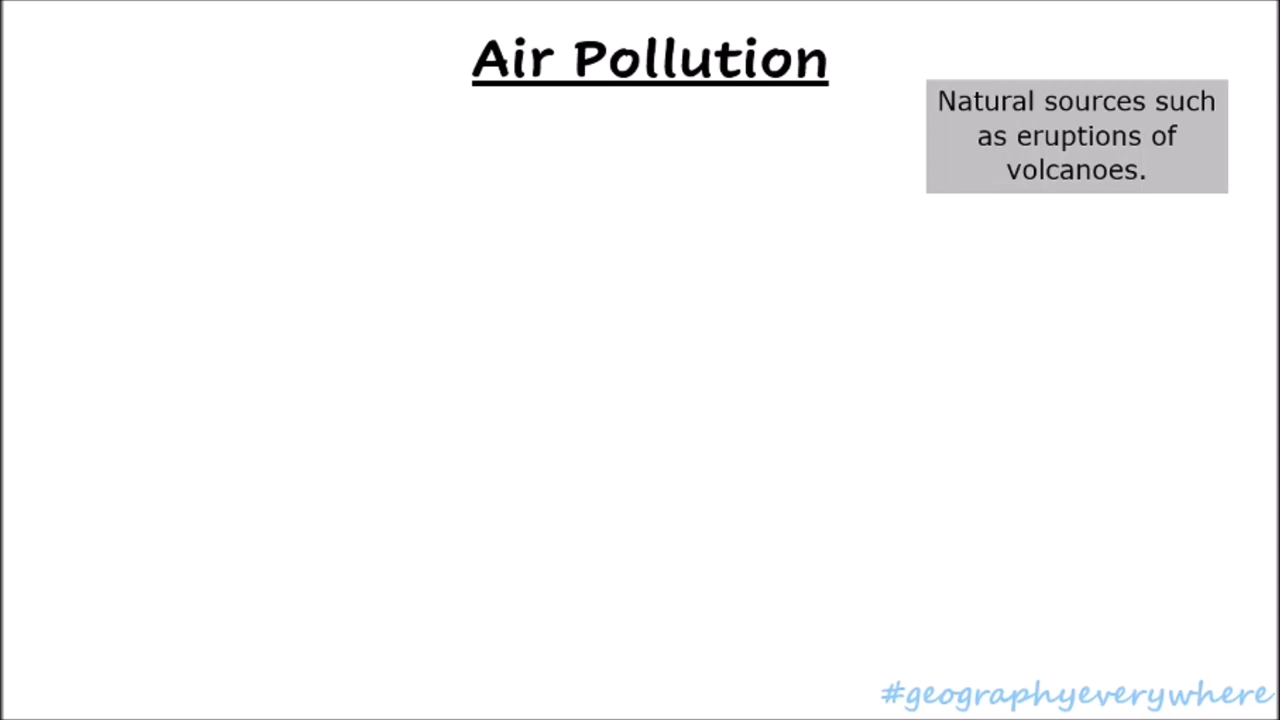 Air Pollution
Natural sources such
as eruptions of
volcanoes.
#geographyeverywhere